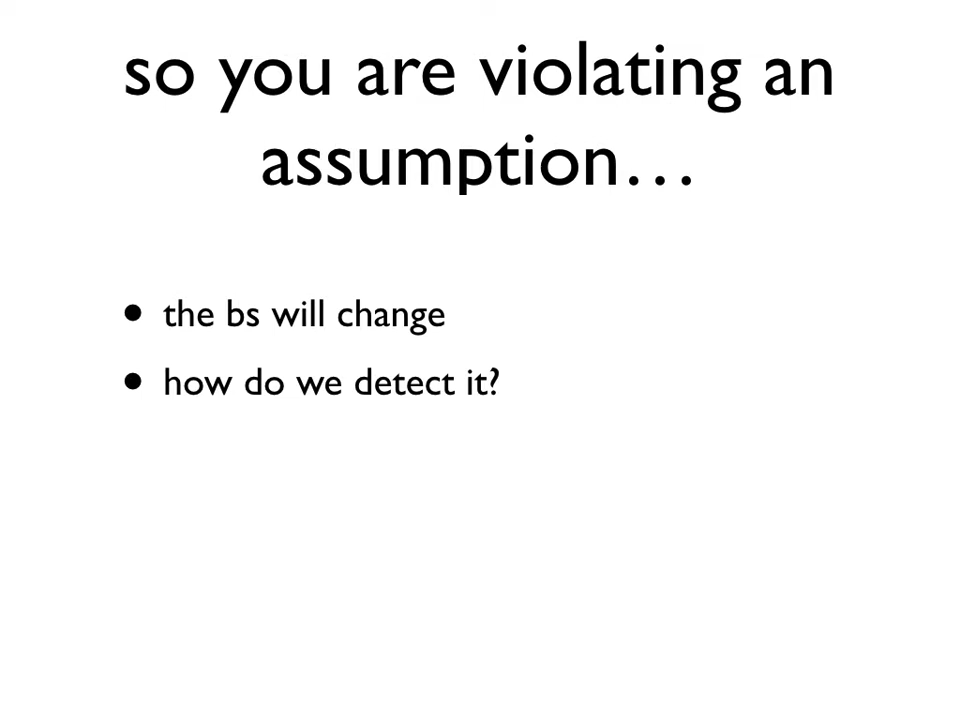 so you are violating an
assumption…
• the bs will change
• how do we detect it?